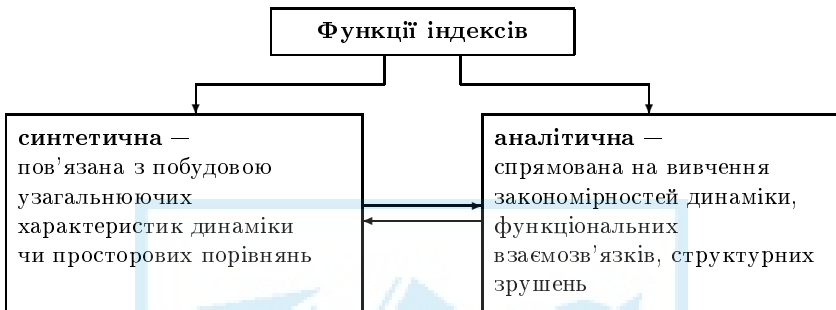 Функції індексів
синтетична —
пов'язана з побудовою
узагальнюючих
характеристик динаміки
чи просторових порівнянь
аналітична —
спрямована на вивчення
закономірностей динаміки,
функціональних
взаємозв'язків, структурних
зрушень